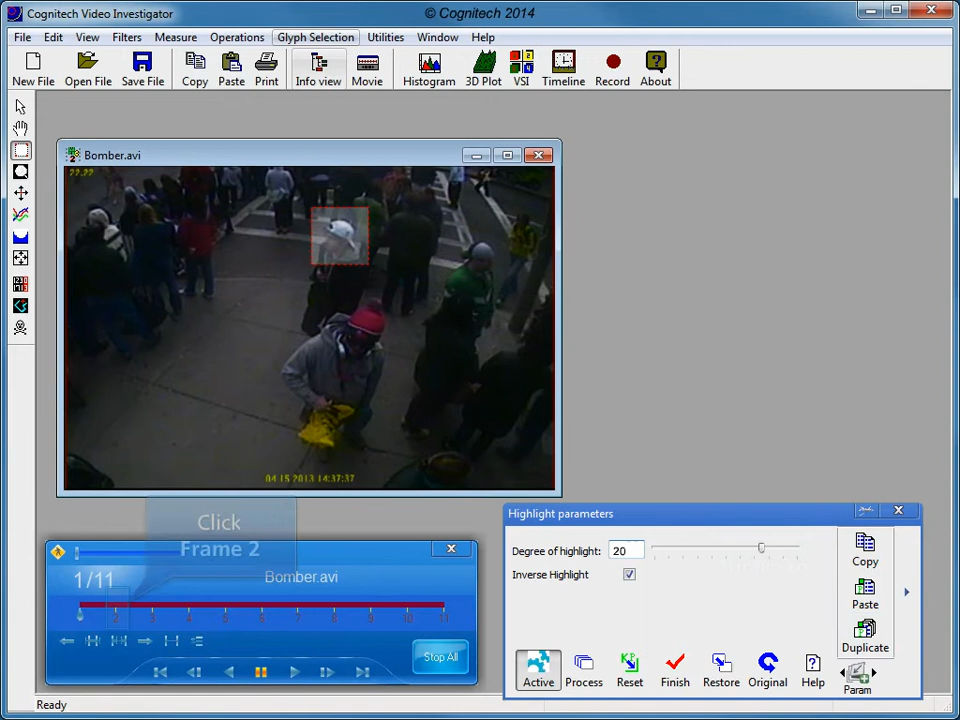 Cognitech Video Investigator
© Cognitech 2014
File Edit View Filters Measure Operations Glyph Selection Utilities Window Help
New File Open File Save File Copy Paste Print Info view Movie Histogram 3D Plot VSI Timeline Record About
Bomber.avi
22.22
04 15 2013 14:37:37
Click
Frame 2
1/11
Bomber.avi
2 3 4 5 6 7 8 9 10 11
Stop All
Highlight parameters
Degree of highlight: 20
Inverse Highlight
Copy
Paste
Duplicate
Active Process Reset Finish Restore Original Help Param
Ready